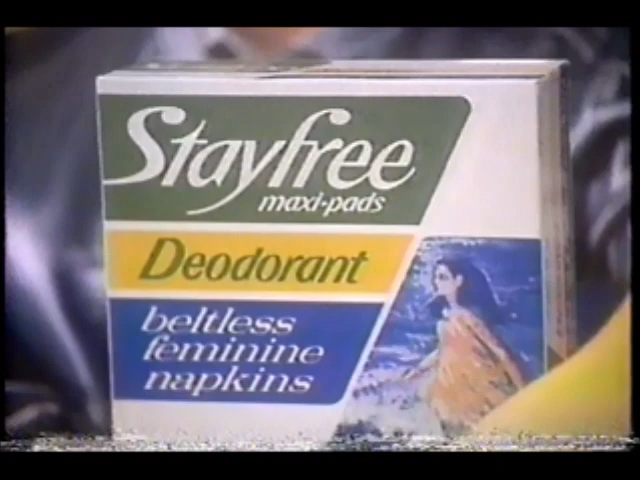 Stayfree
maxi-pads
Deodorant
beltless
feminine
napkins